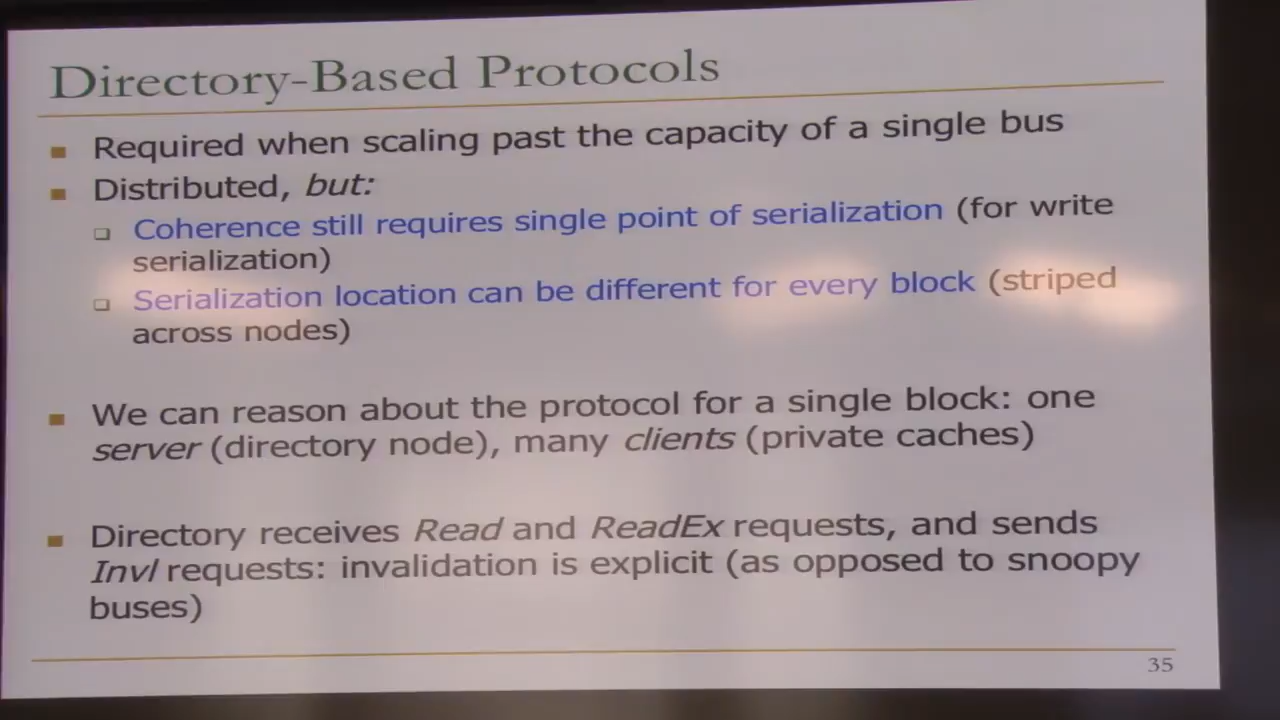 Directory-Based Protocols
Required when scaling past the capacity of a single bus
Distributed, but:
Coherence still requires single point of serialization (for write
serialization)
Serialization location can be different for every block (striped
across nodes)
We can reason about the protocol for a single block: one
server (directory node), many clients (private caches)
Directory receives Read and ReadEx requests, and sends
Invl requests: invalidation is explicit (as opposed to snoopy
buses)
35